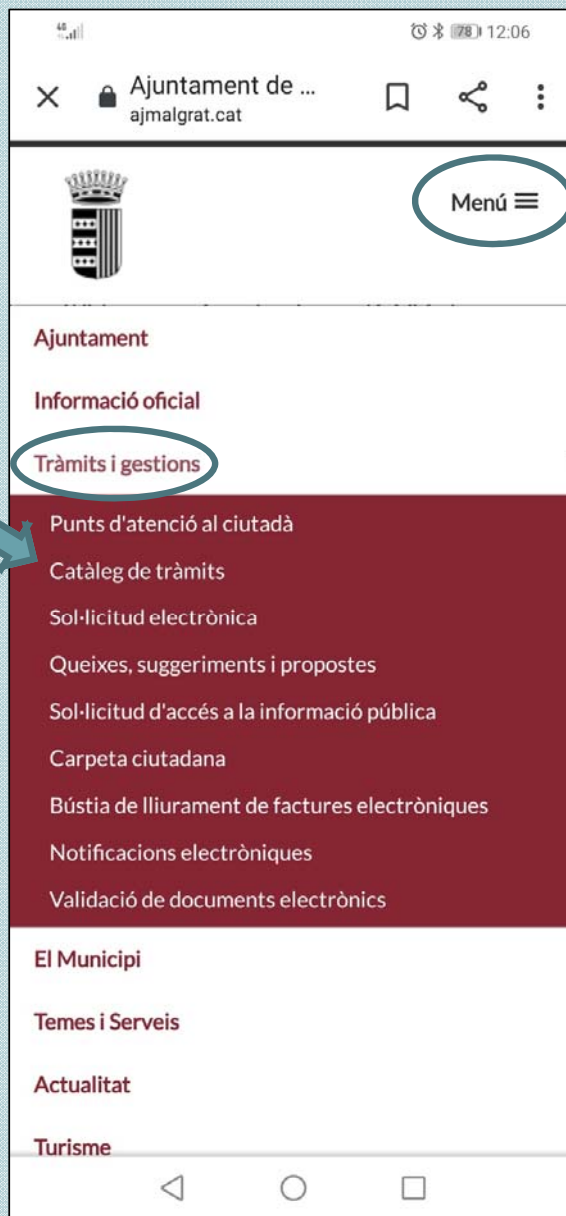 4G
78 12:06
Ajuntament de ...
ajmalgrat.cat
Menú
Ajuntament
Informació oficial
Tràmits i gestions
Punts d'atenció al ciutadà
Catàleg de tràmits
Sol·licitud electrònica
Queixes, suggeriments i propostes
Sol·licitud d'accés a la informació pública
Carpeta ciutadana
Bústia de lliurament de factures electròniques
Notificacions electròniques
Validació de documents electrònics
El Municipi
Temes i Serveis
Actualitat
Turisme